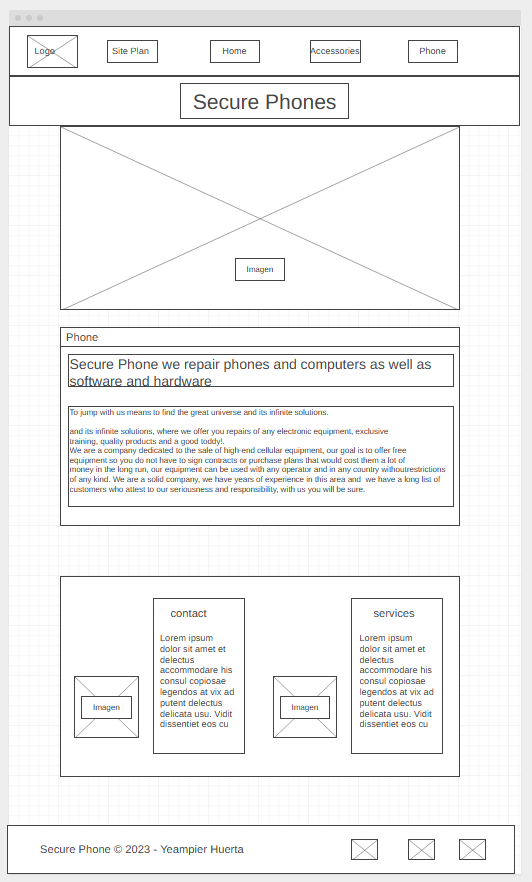 Logo
Site Plan
Home
Accessories
Phone
Secure Phones
Imagen
Phone
Secure Phone we repair phones and computers as well as
software and hardware
To jump with us means to find the great universe and its infinite solutions.
and its infinite solutions, where we offer you repairs of any electronic equipment, exclusive
training, quality products and a good toddy!.
We are a company dedicated to the sale of high-end cellular equipment, our goal is to offer free
equipment so you do not have to sign contracts or purchase plans that would cost them a lot of
money in the long run, our equipment can be used with any operator and in any country withoutrestrictions
of any kind. We are a solid company, we have years of experience in this area and  we have a long list of
customers who attest to our seriousness and responsibility, with us you will be sure.
Imagen
contact
Lorem ipsum
dolor sit amet et
delectus
accommodare his
consul copiosae
legendos at vix ad
putent delectus
delicata usu. Vidit
dissentiet eos cu
Imagen
services
Lorem ipsum
dolor sit amet et
delectus
accommodare his
consul copiosae
legendos at vix ad
putent delectus
delicata usu. Vidit
dissentiet eos cu
Secure Phone © 2023 - Yeampier Huerta